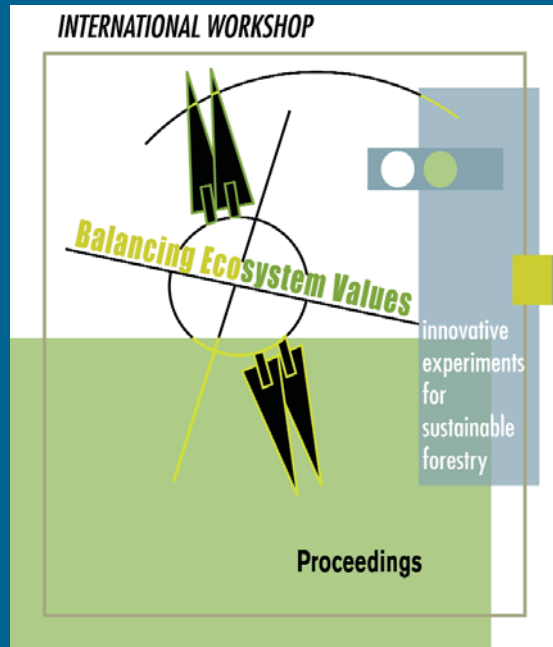 INTERNATIONAL WORKSHOP
Balancing Ecosystem Values
innovative
experiments
for
sustainable
forestry
Proceedings